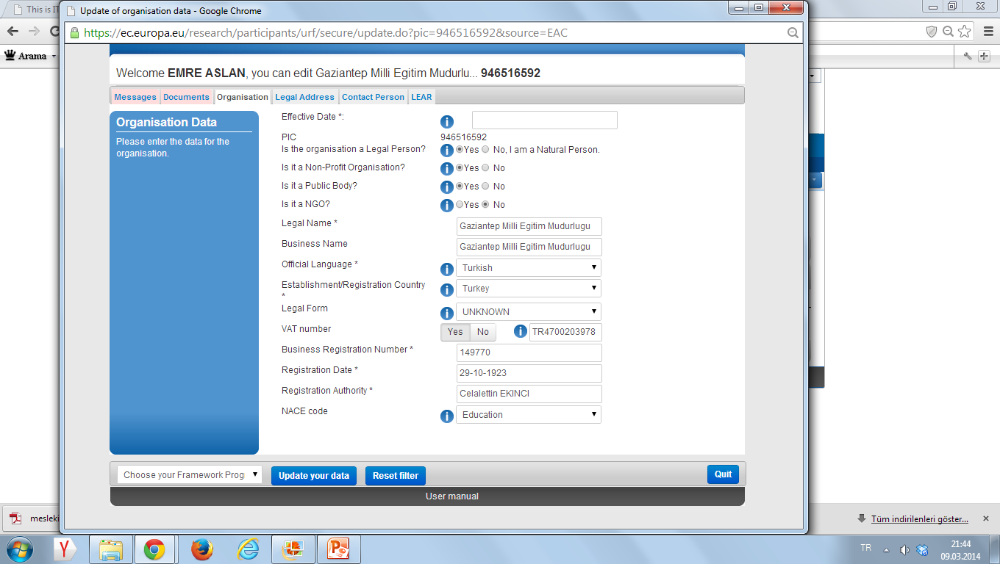 This is IT
Update of organisation data - Google Chrome
https://ec.europa.eu/research/participants/urf/secure/update.do?pic=946516592&source=EAC
Arama
Welcome EMRE ASLAN, you can edit Gaziantep Milli Egitim Mudurlu... 946516592
Messages Documents Organisation Legal Address Contact Person LEAR
Organisation Data
Please enter the data for the
organisation.
Effective Date *:
PIC 946516592
Is the organisation a Legal Person? Yes No, I am a Natural Person.
Is it a Non-Profit Organisation? Yes No
Is it a Public Body? Yes No
Is it a NGO? Yes No
Legal Name * Gaziantep Milli Egitim Mudurlugu
Business Name Gaziantep Milli Egitim Mudurlugu
Official Language * Turkish
Establishment/Registration Country
* Turkey
Legal Form UNKNOWN
VAT number Yes No TR4700203978
Business Registration Number * 149770
Registration Date * 29-10-1923
Registration Authority * Celalettin EKINCI
NACE code Education
Choose your Framework Prog Update your data Reset filter Quit
User manual
mesleki
Tüm indirilenleri göster...
TR
21:44
09.03.2014